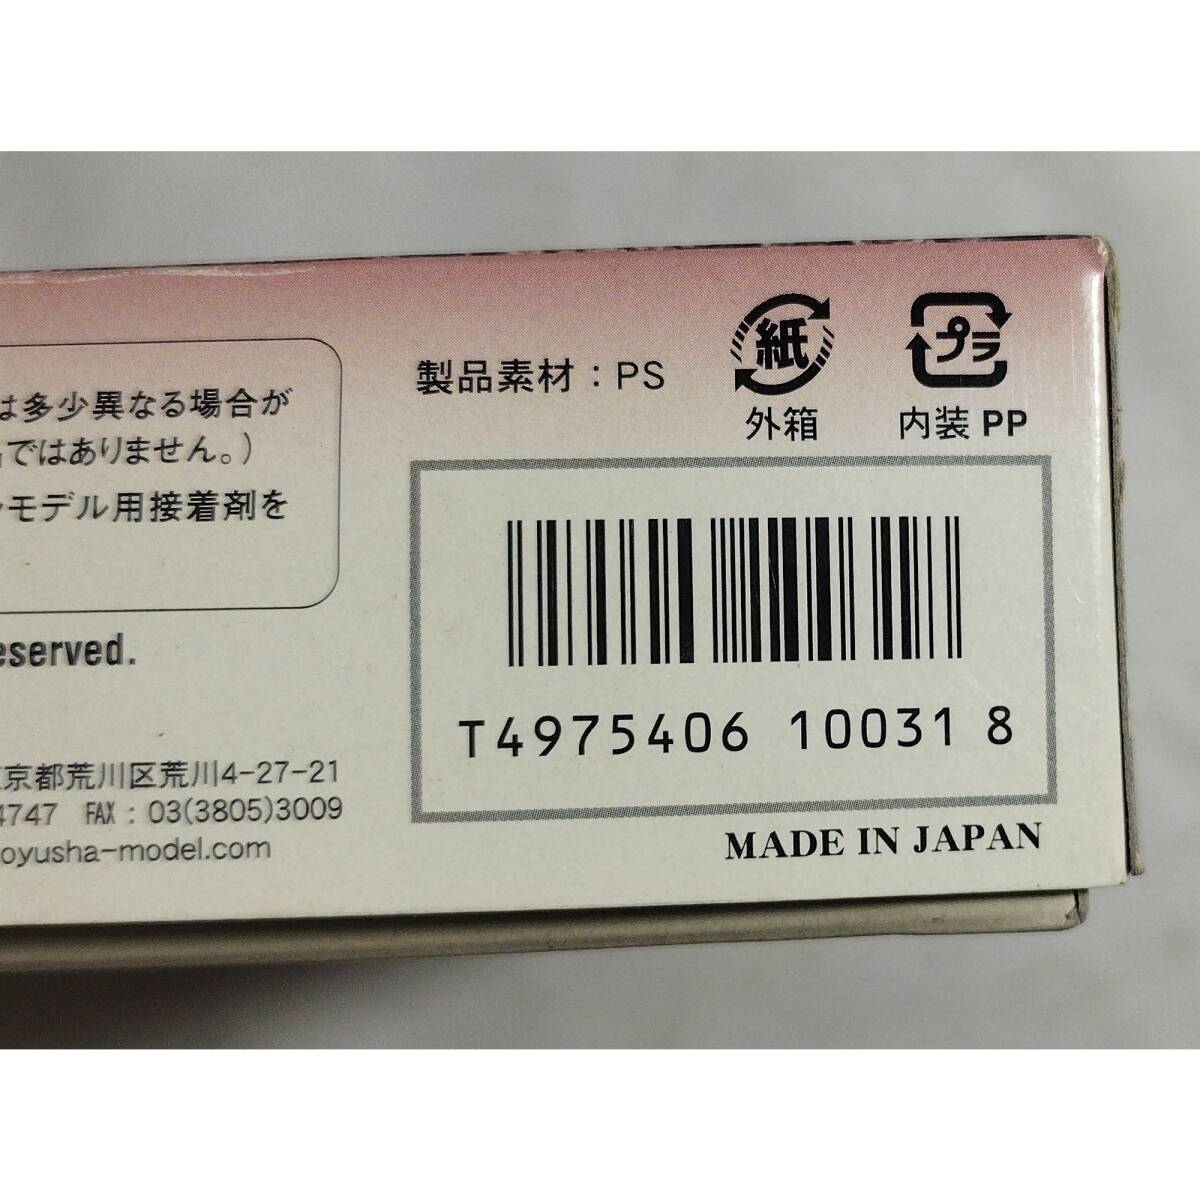 は多少異なる場合が
ではありません。)
モデル用接着剤を
eserved.
京都荒川区荒川4-27-21
4747 FAX : 03(3805)3009
oyusha-model.com
製品素材 : PS
紙
外箱
プラ
内装 PP
T4975406 10031 8
MADE IN JAPAN